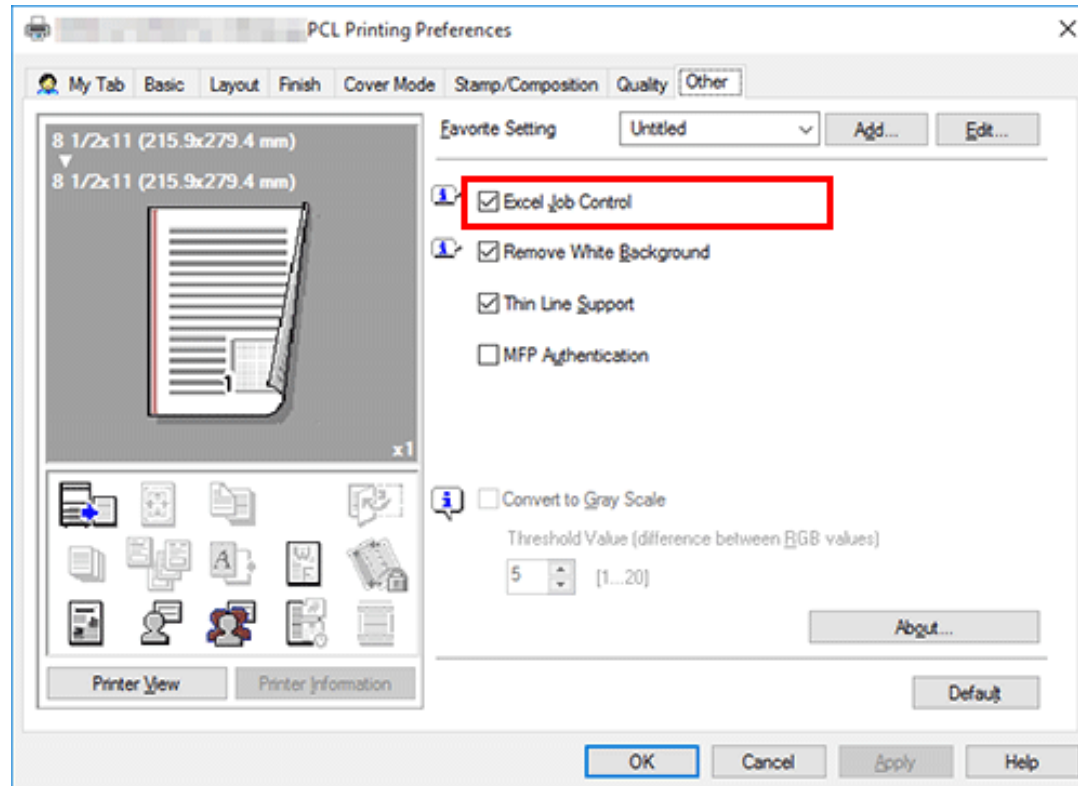 PCL Printing Preferences
My Tab Basic Layout Finish Cover Mode Stamp/Composition Quality Other
8 1/2x11 (215.9x279.4 mm)
8 1/2x11 (215.9x279.4 mm)
1
x1
Favorite Setting Untitled Add... Edit...
Excel Job Control
Remove White Background
Thin Line Support
MFP Authentication
Convert to Gray Scale
Threshold Value (difference between RGB values)
5 [1...20]
About...
Printer View Printer Information
Default
OK Cancel Apply Help